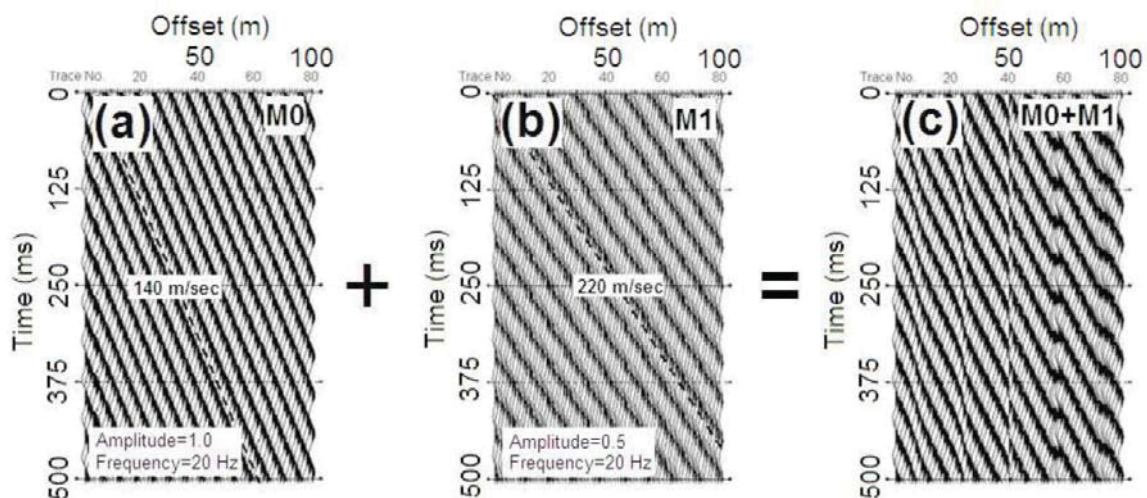 Offset (m)
50 100
Trace No. 20 40 60 80
(a) M0
0
125
250
375
500
Time (ms)
140 m/sec
Amplitude=1.0
Frequency=20 Hz
+
Offset (m)
50 100
Trace No. 20 40 60 80
(b) M1
0
125
250
375
500
Time (ms)
220 m/sec
Amplitude=0.5
Frequency=20 Hz
=
Offset (m)
50 100
Trace No. 20 40 60 80
(c) M0+M1
0
125
250
375
500
Time (ms)